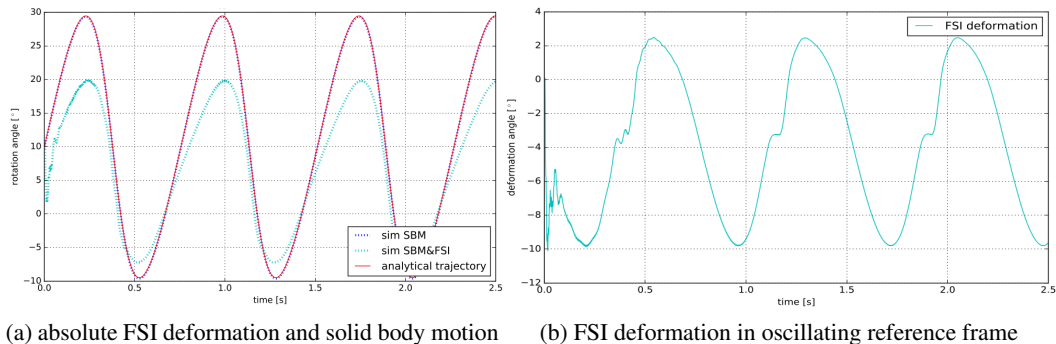 30
25
20
15
10
5
0
−5
−10
0.0 0.5 1.0 1.5 2.0 2.5
rotation angle [°]
time [s]
sim SBM
sim SBM&FSI
analytical trajectory
(a) absolute FSI deformation and solid body motion
4
2
0
−2
−4
−6
−8
−10
−12
0.0 0.5 1.0 1.5 2.0 2.5
deformation angle [°]
time [s]
FSI deformation
(b) FSI deformation in oscillating reference frame